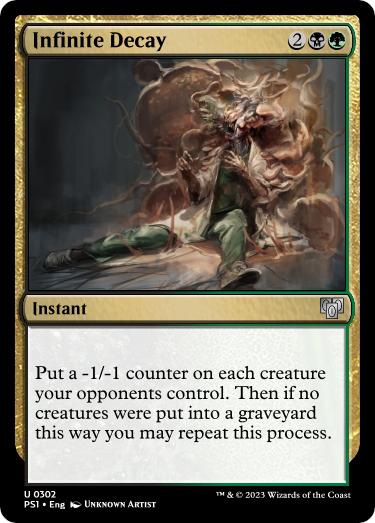 Infinite Decay 2
Instant
Put a -1/-1 counter on each creature
your opponents control. Then if no
creatures were put into a graveyard
this way you may repeat this process.
U 0302
PS1 • Eng Unknown Artist
™ & © 2023 Wizards of the Coast